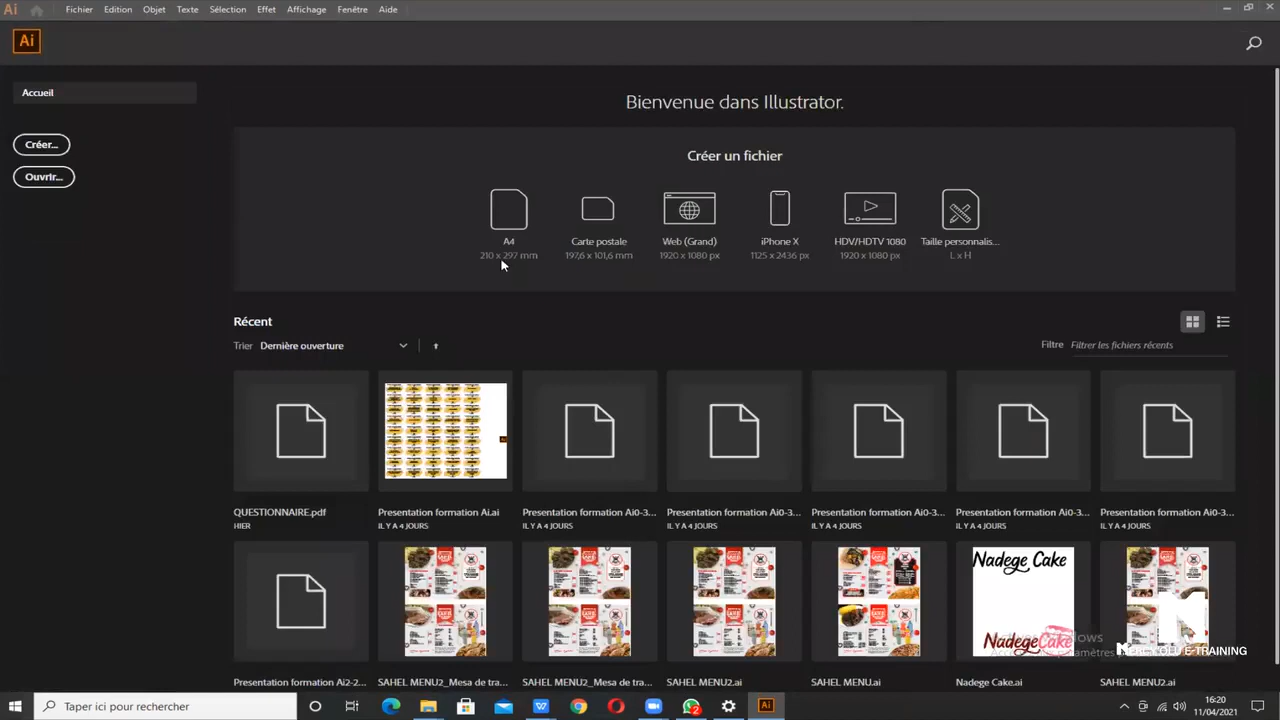 Ai
Fichier Edition Objet Texte Sélection Effet Affichage Fenêtre Aide
Ai
Accueil
Créer...
Ouvrir...
Bienvenue dans Illustrator.
Créer un fichier
A4 Carte postale Web (Grand) iPhone X HDV/HDTV 1080 Taille personnalis...
210 x 297 mm 197,6 x 101,6 mm 1920 x 1080 px 1125 x 2436 px 1920 x 1080 px L x H
Récent
Trier Dernière ouverture Filtre Filtrer les fichiers récents
QUESTIONNAIRE.pdf Presentation formation Ai.ai Presentation formation Ai0-3... Presentation formation Ai0-3... Presentation formation Ai0-3... Presentation formation Ai0-3... Presentation formation Ai0-3...
HIER IL Y A 4 JOURS IL Y A 4 JOURS IL Y A 4 JOURS IL Y A 4 JOURS IL Y A 4 JOURS IL Y A 4 JOURS
Nadege Cake
NadegeCake
E-TRAINING
Presentation formation Ai2-2... SAHEL MENU2_Mesa de tra... SAHEL MENU2_Mesa de tra... SAHEL MENU2.ai SAHEL MENU.ai Nadege Cake.ai SAHEL MENU2.ai
Taper ici pour rechercher
2
Ai
16:20
11/04/2021